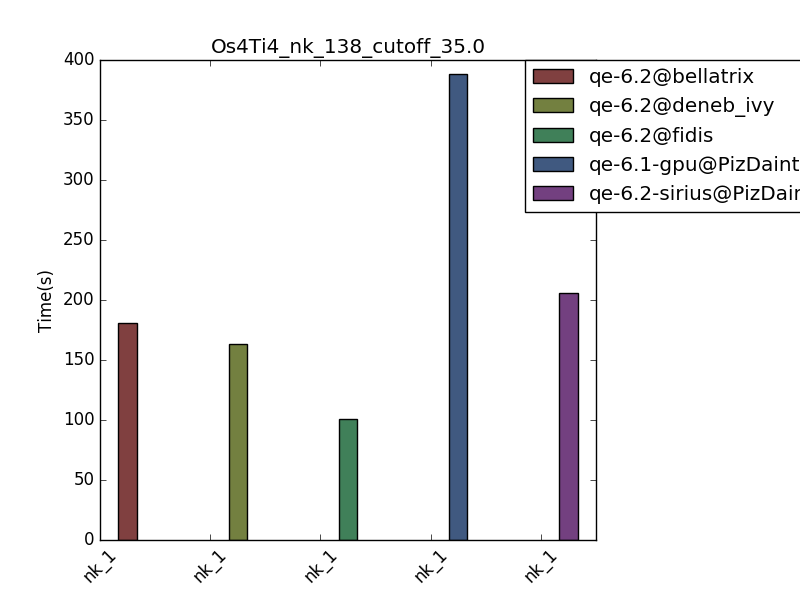 Os4Ti4_nk_138_cutoff_35.0
400
350
300
250
200
150
100
50
0
Time(s)
nk_1
nk_1
nk_1
nk_1
nk_1
qe-6.2@bellatrix
qe-6.2@deneb_ivy
qe-6.2@fidis
qe-6.1-gpu@PizDaint
qe-6.2-sirius@PizDain